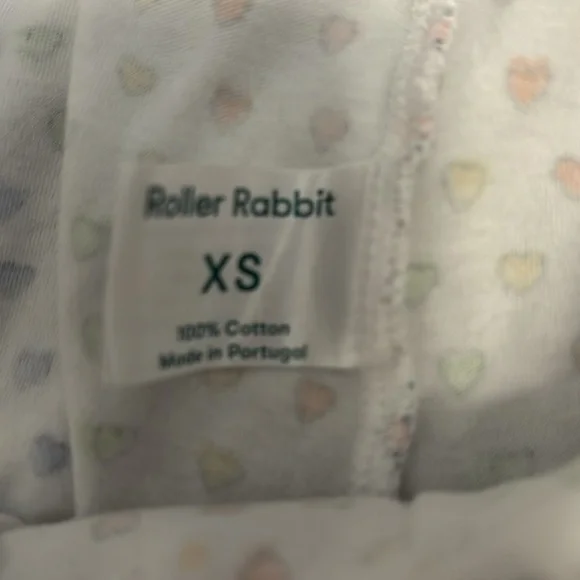 Roller Rabbit
XS
100% Cotton
Made in Portugal